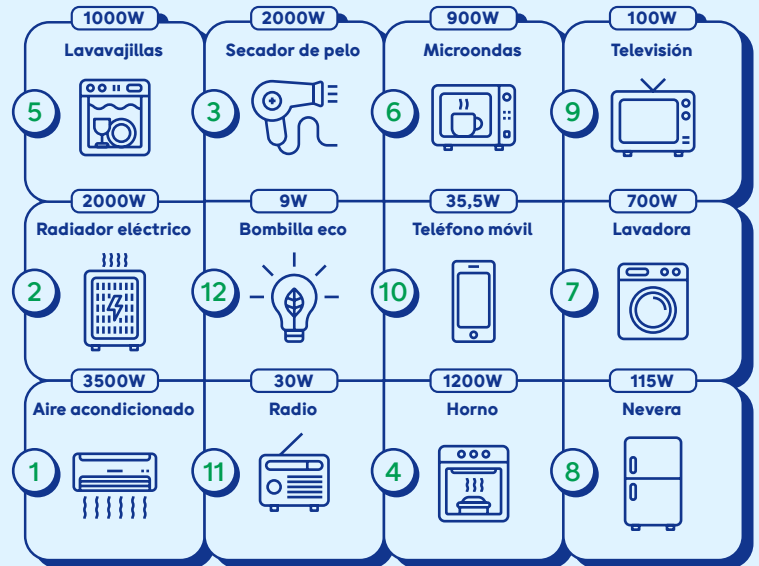 1000W
Lavavajillas
5
2000W
Secador de pelo
3
900W
Microondas
6
100W
Televisión
9
2000W
Radiador eléctrico
2
9W
Bombilla eco
12
35,5W
Teléfono móvil
10
700W
Lavadora
7
3500W
Aire acondicionado
1
30W
Radio
11
1200W
Horno
4
115W
Nevera
8